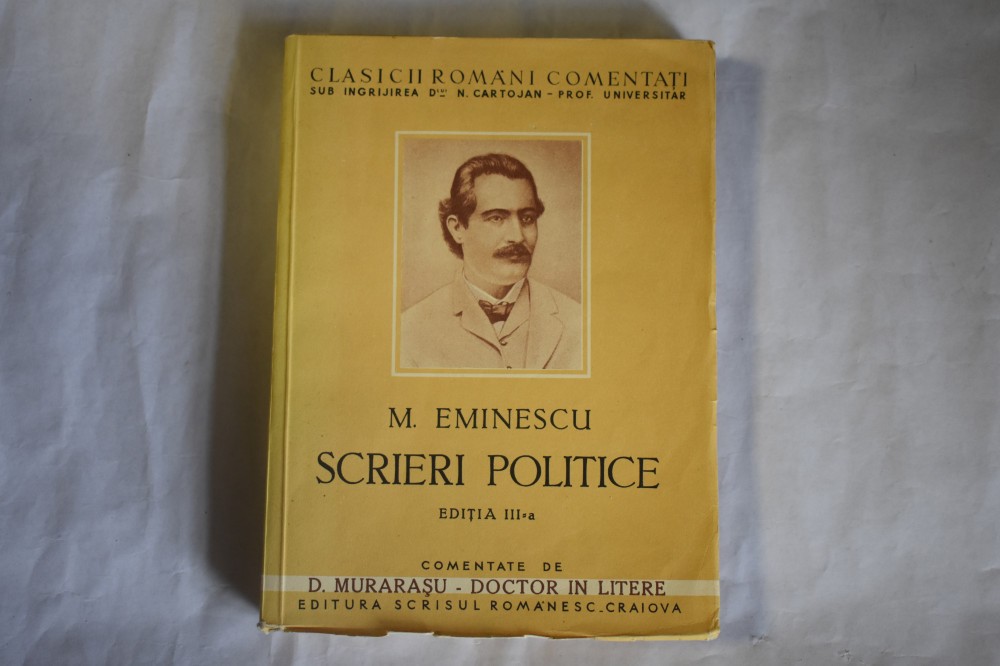 CLASICII ROMÂNI COMENTAȚI
SUB INGRIJIREA D-lui N. CARTOJAN - PROF. UNIVERSITAR
M. EMINESCU
SCRIERI POLITICE
EDIȚIA III-a
COMENTATE DE
D. MURARAȘU - DOCTOR IN LITERE
EDITURA SCRISUL ROMÂNESC - CRAIOVA